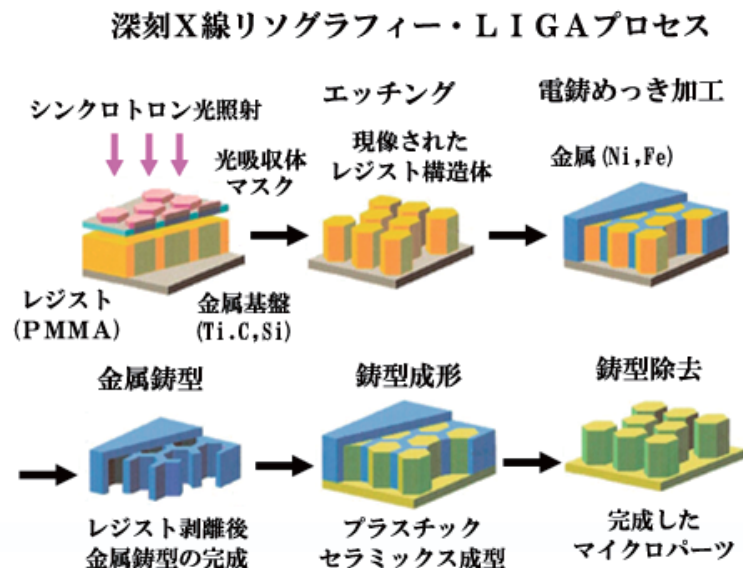 深刻X線リソグラフィー・ＬＩＧＡプロセス
シンクロトロン光照射
光吸収体
マスク
レジスト
(ＰＭＭＡ)
金属基盤
(Ti.C,Si)
エッチング
現像された
レジスト構造体
電鋳めっき加工
金属(Ni,Fe)
金属鋳型
レジスト剥離後
金属鋳型の完成
鋳型成形
プラスチック
セラミックス成型
鋳型除去
完成した
マイクロパーツ